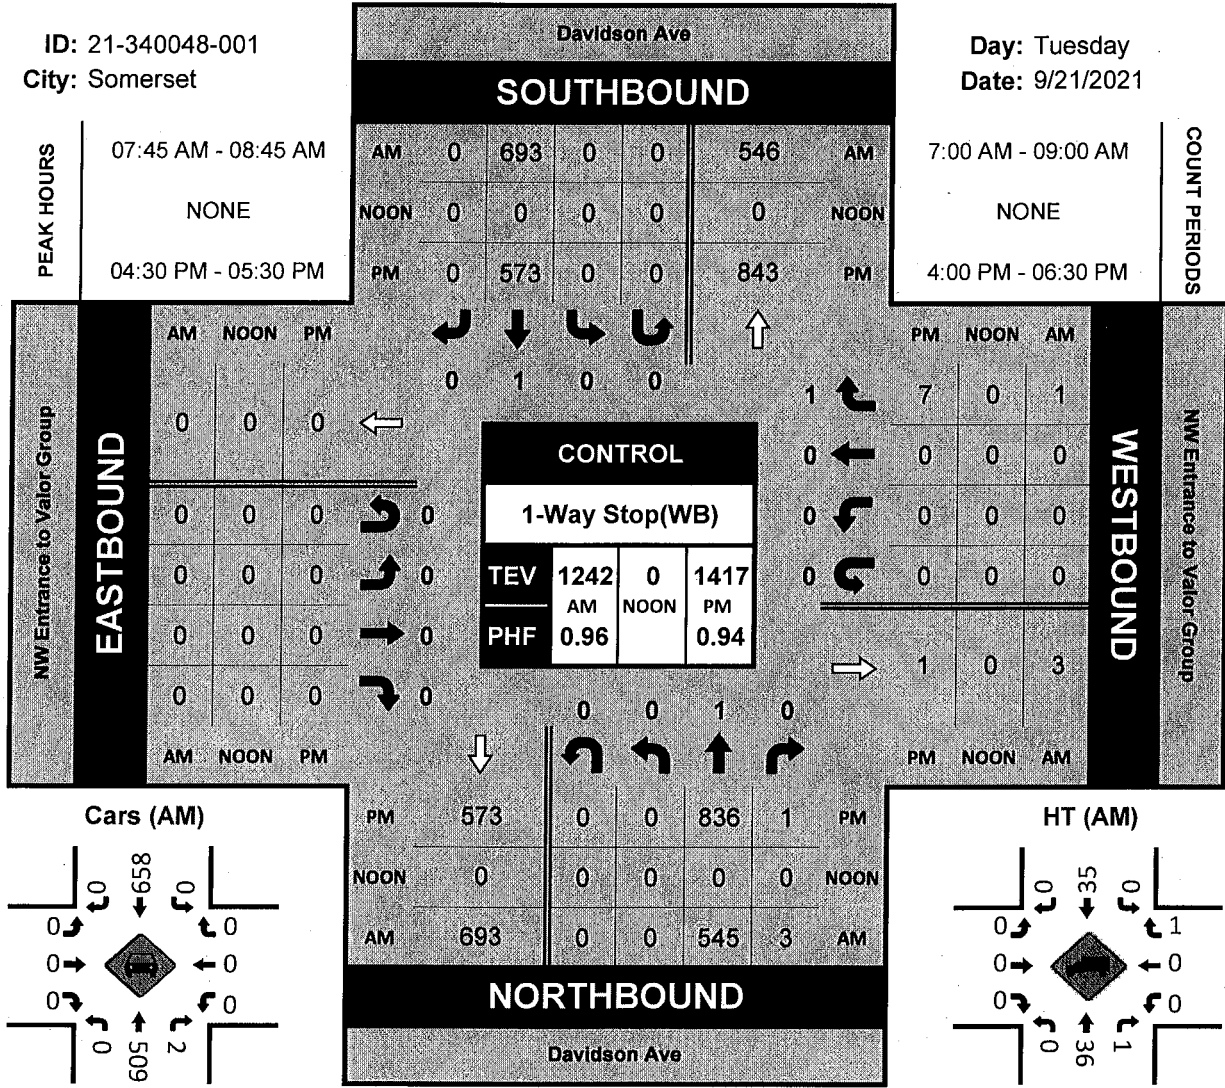 Davidson Ave
ID: 21-340048-001
City: Somerset
Day: Tuesday
Date: 9/21/2021
SOUTHBOUND
PEAK HOURS
07:45 AM - 08:45 AM
NONE
04:30 PM - 05:30 PM
AM 0 693 0 0 546 AM
NOON 0 0 0 0 0 NOON
PM 0 573 0 0 843 PM
7:00 AM - 09:00 AM
NONE
4:00 PM - 06:30 PM
COUNT PERIODS
0 1 0 0
NW Entrance to Valor Group
EASTBOUND
AM NOON PM
0 0 0
0 0 0 0
0 0 0 0
0 0 0 0
0 0 0 0
AM NOON PM
CONTROL
1-Way Stop(WB)
TEV 1242 0 1417
AM NOON PM
PHF 0.96 0.94
PM NOON AM
1 7 0 1
0 0 0 0
0 0 0 0
0 0 0 0
1 0 3
PM NOON AM
WESTBOUND
NW Entrance to Valor Group
0 0 1 0
PM 573 0 0 836 1 PM
NOON 0 0 0 0 0 NOON
AM 693 0 0 545 3 AM
NORTHBOUND
Davidson Ave
Cars (AM)
0 658 0
0 0
0 0
0 0
0 509 2
HT (AM)
0 35 0
0 1
0 0
0 0
0 36 1